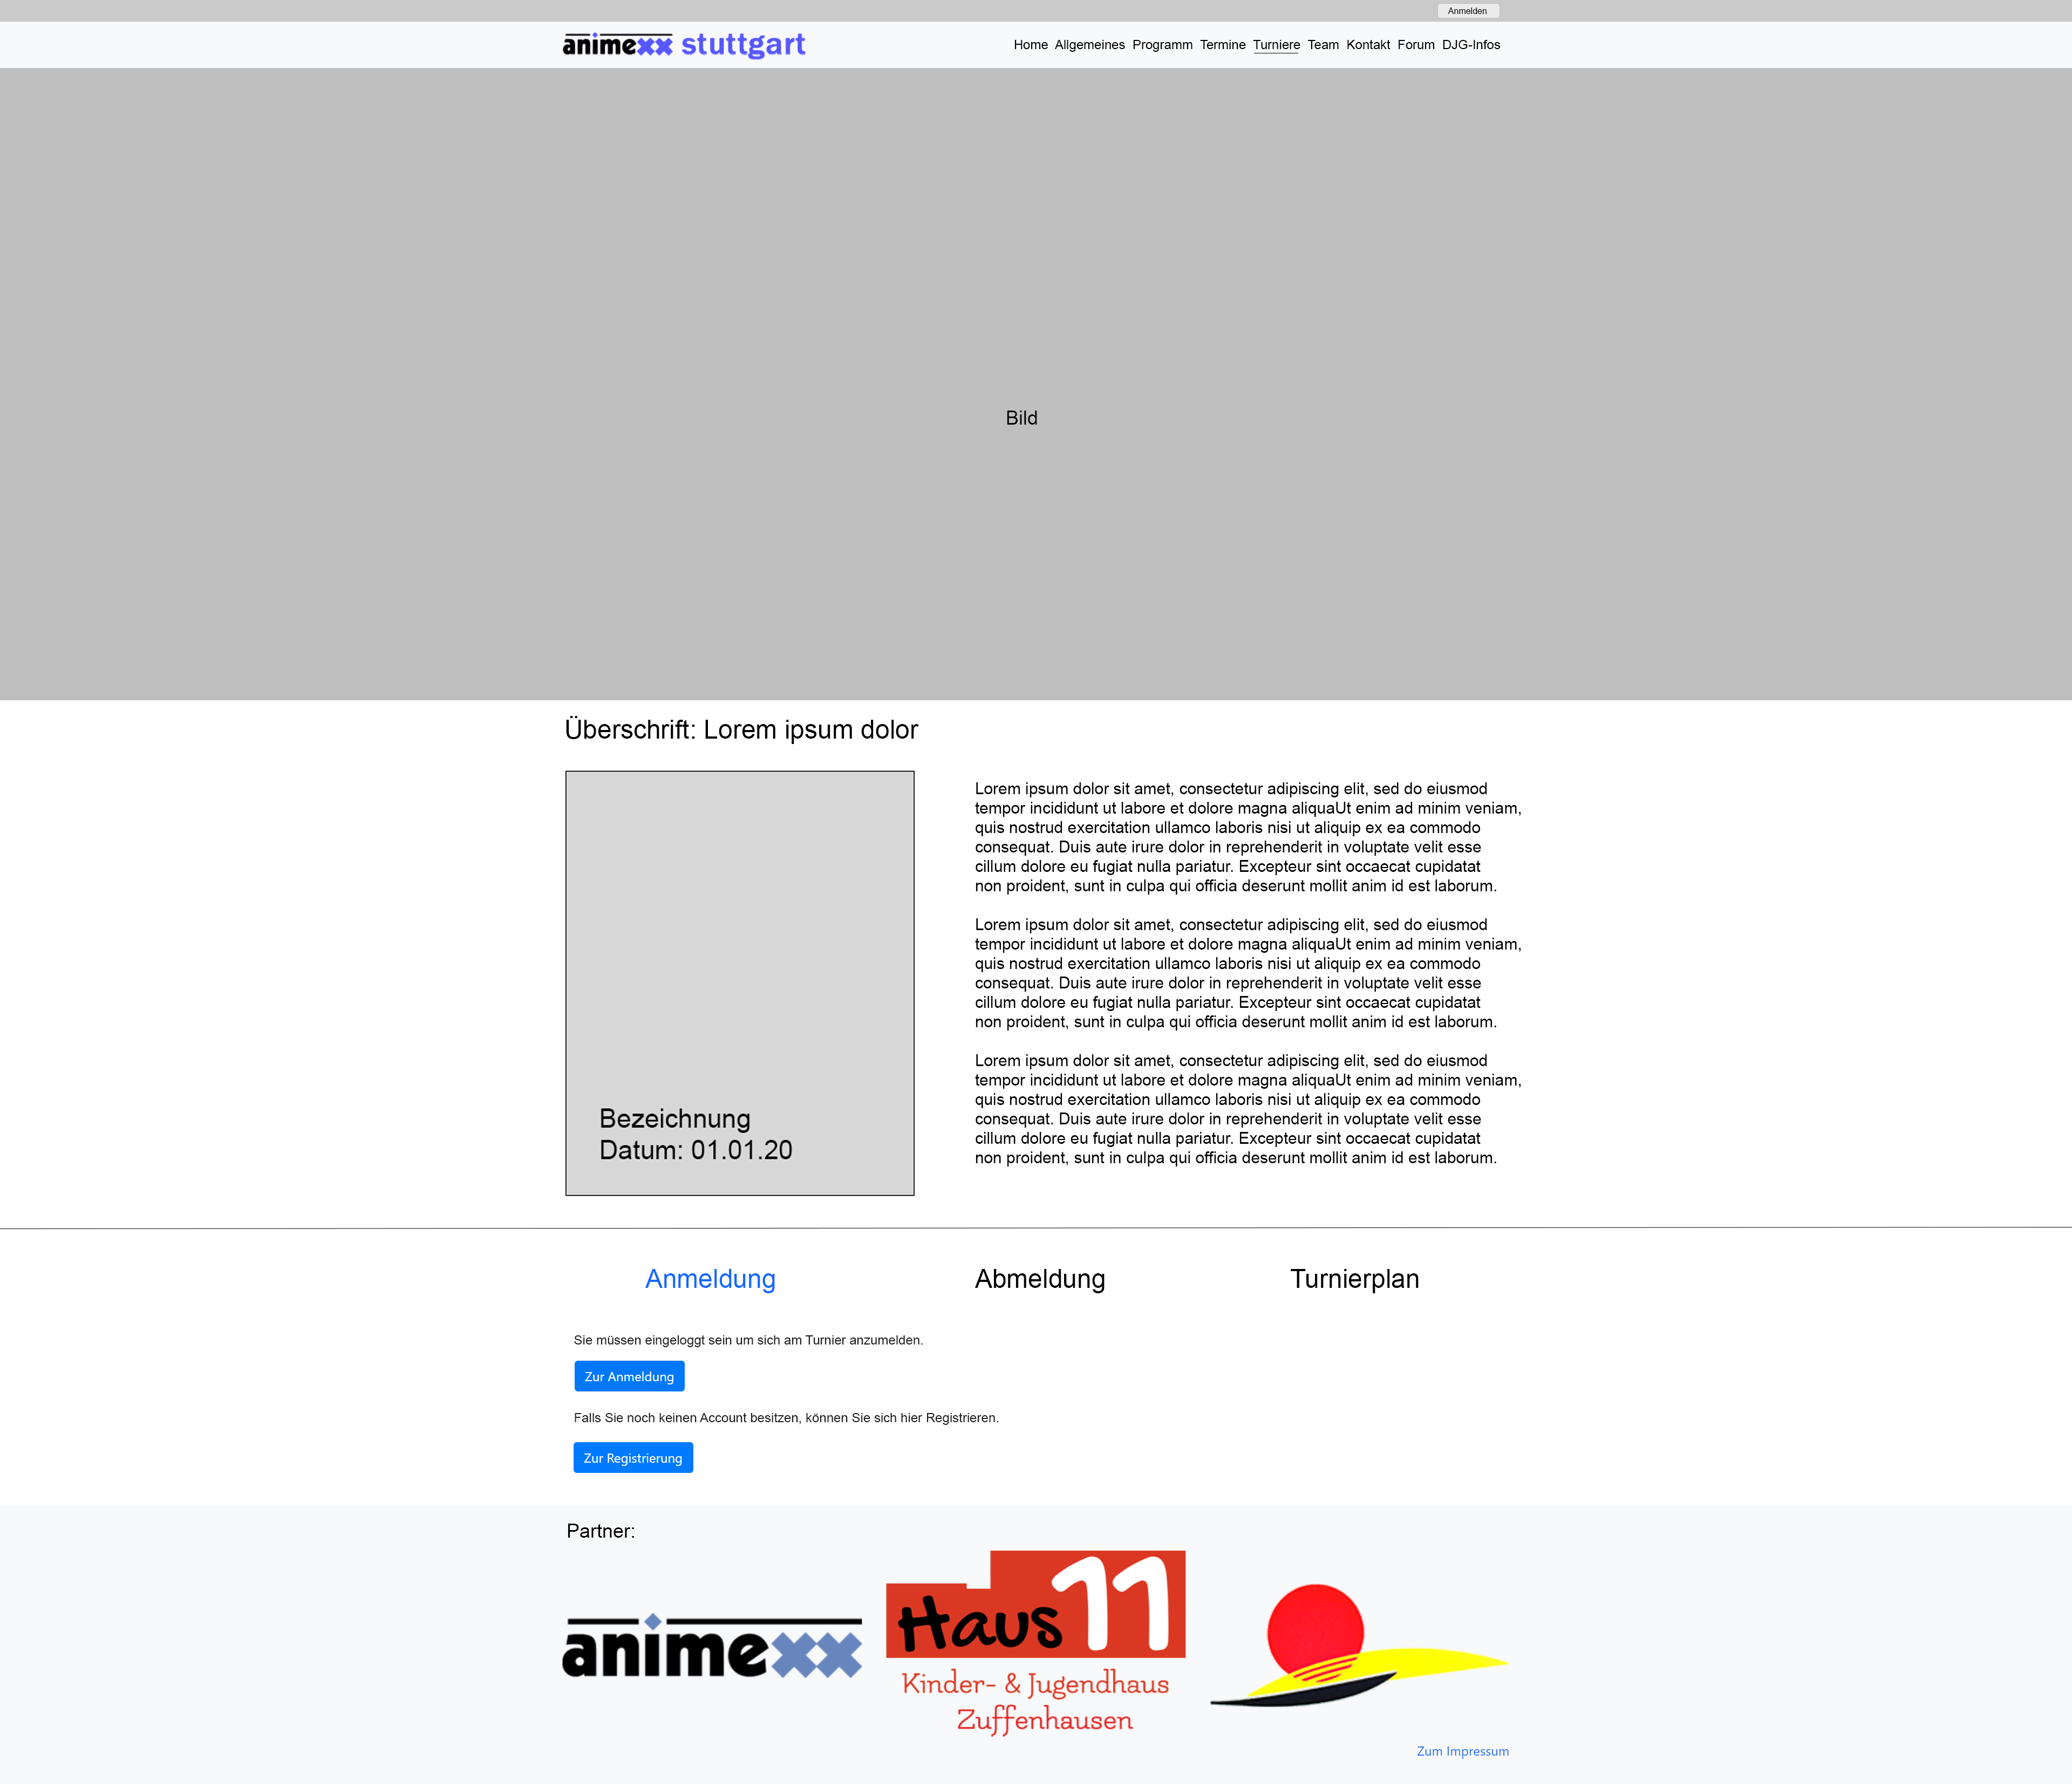 Anmelden
animexx stuttgart
Home Allgemeines Programm Termine Turniere Team Kontakt Forum DJG-Infos
Bild
Überschrift: Lorem ipsum dolor
Bezeichnung
Datum: 01.01.20
Lorem ipsum dolor sit amet, consectetur adipiscing elit, sed do eiusmod
tempor incididunt ut labore et dolore magna aliquaUt enim ad minim veniam,
quis nostrud exercitation ullamco laboris nisi ut aliquip ex ea commodo
consequat. Duis aute irure dolor in reprehenderit in voluptate velit esse
cillum dolore eu fugiat nulla pariatur. Excepteur sint occaecat cupidatat
non proident, sunt in culpa qui officia deserunt mollit anim id est laborum.
Lorem ipsum dolor sit amet, consectetur adipiscing elit, sed do eiusmod
tempor incididunt ut labore et dolore magna aliquaUt enim ad minim veniam,
quis nostrud exercitation ullamco laboris nisi ut aliquip ex ea commodo
consequat. Duis aute irure dolor in reprehenderit in voluptate velit esse
cillum dolore eu fugiat nulla pariatur. Excepteur sint occaecat cupidatat
non proident, sunt in culpa qui officia deserunt mollit anim id est laborum.
Lorem ipsum dolor sit amet, consectetur adipiscing elit, sed do eiusmod
tempor incididunt ut labore et dolore magna aliquaUt enim ad minim veniam,
quis nostrud exercitation ullamco laboris nisi ut aliquip ex ea commodo
consequat. Duis aute irure dolor in reprehenderit in voluptate velit esse
cillum dolore eu fugiat nulla pariatur. Excepteur sint occaecat cupidatat
non proident, sunt in culpa qui officia deserunt mollit anim id est laborum.
Anmeldung Abmeldung Turnierplan
Sie müssen eingeloggt sein um sich am Turnier anzumelden.
Zur Anmeldung
Falls Sie noch keinen Account besitzen, können Sie sich hier Registrieren.
Zur Registrierung
Partner:
animexx
Haus 11
Kinder- & Jugendhaus
Zuffenhausen
Zum Impressum